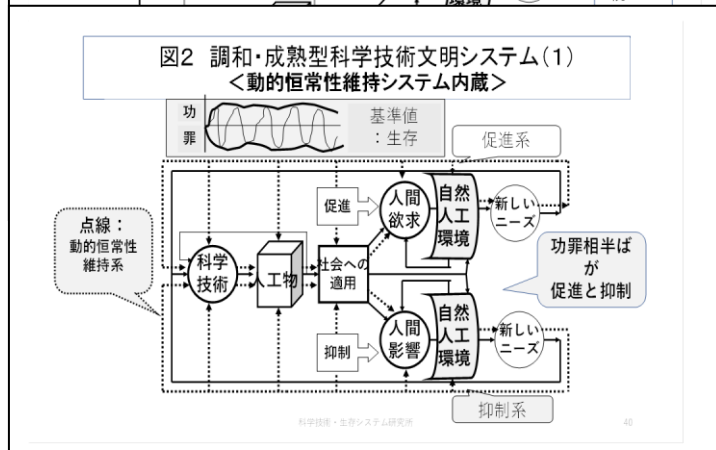 環境
図2 調和・成熟型科学技術文明システム(1)
<動的恒常性維持システム内蔵>
功
罪
基準値
:生存
促進系
点線:
動的恒常性
維持系
促進
人間
欲求
自然
人工
環境
新しい
ニーズ
科学
技術
人工物
社会への
適用
功罪相半ば
が
促進と抑制
抑制
人間
影響
自然
人工
環境
新しい
ニーズ
抑制系
科学技術・生存システム研究所
40